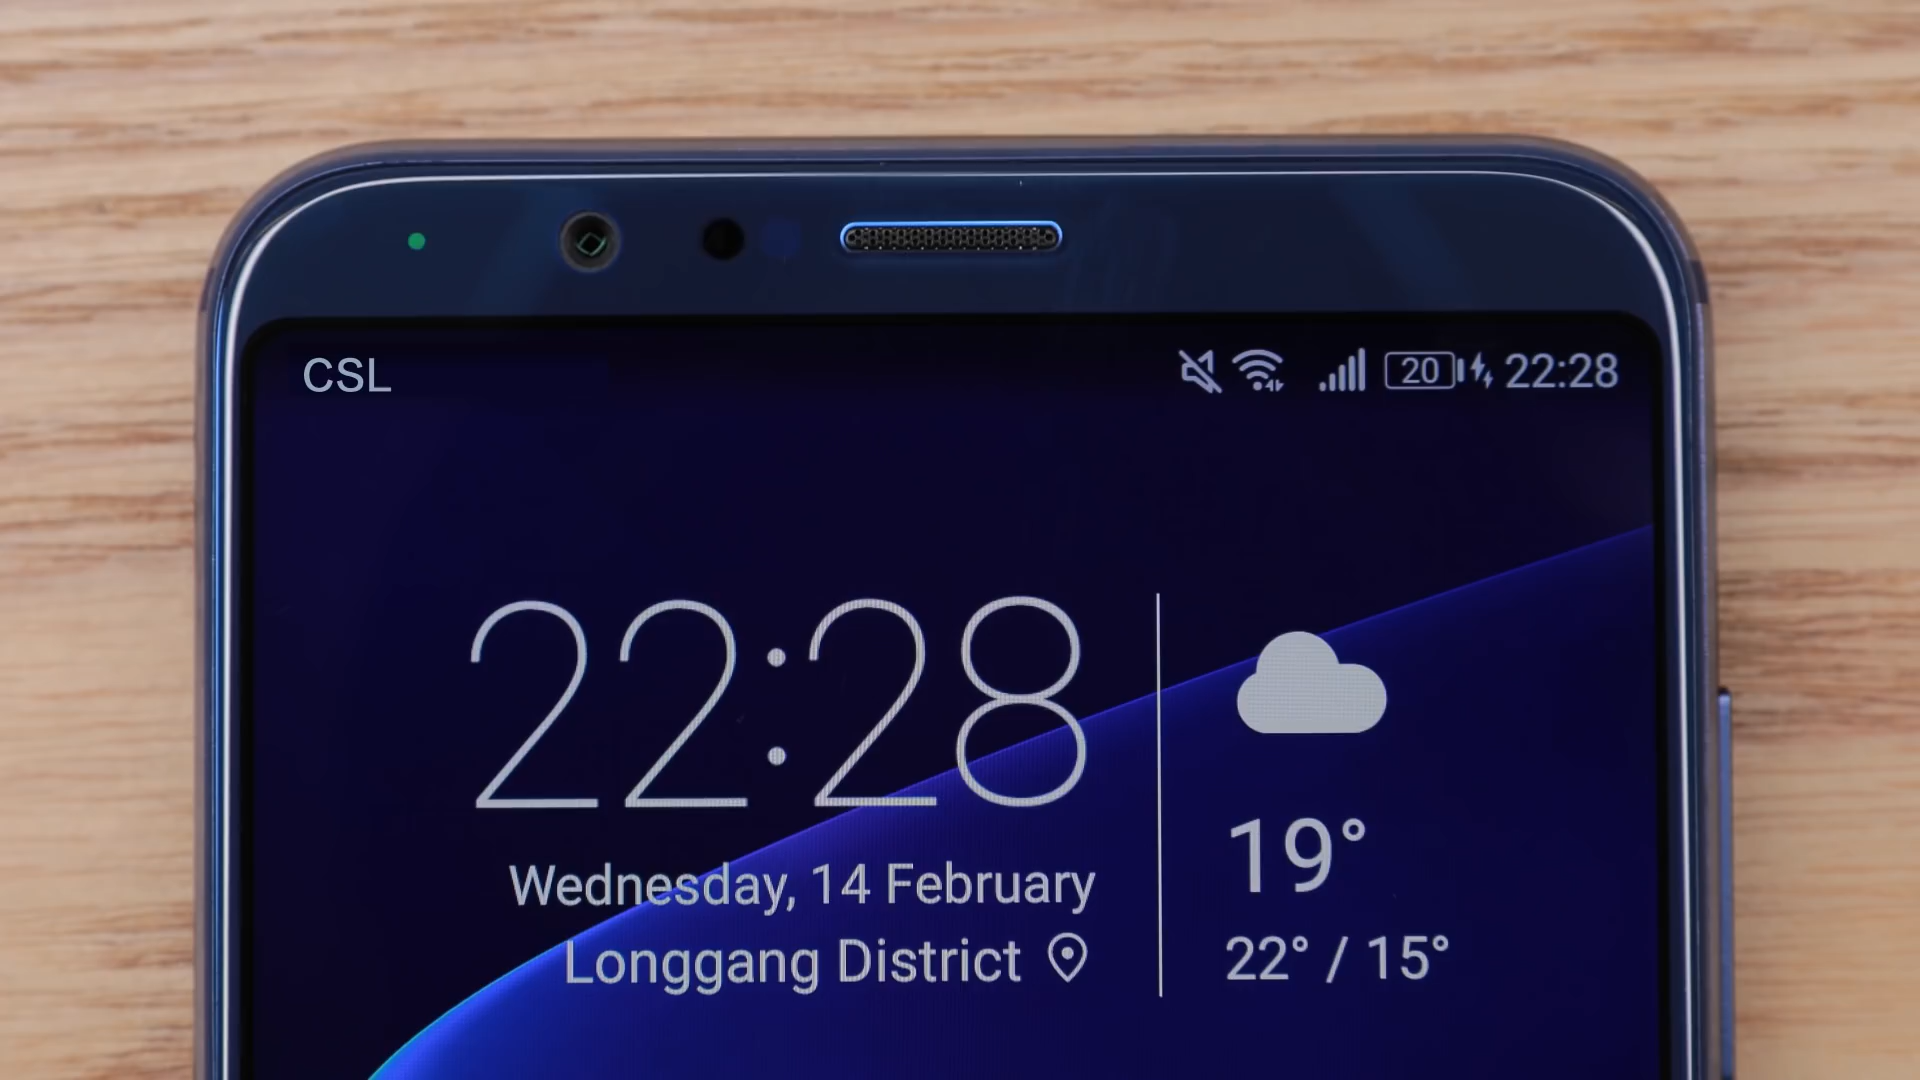 CSL
20 22:28
22:28
Wednesday, 14 February
Longgang District
19°
22° / 15°